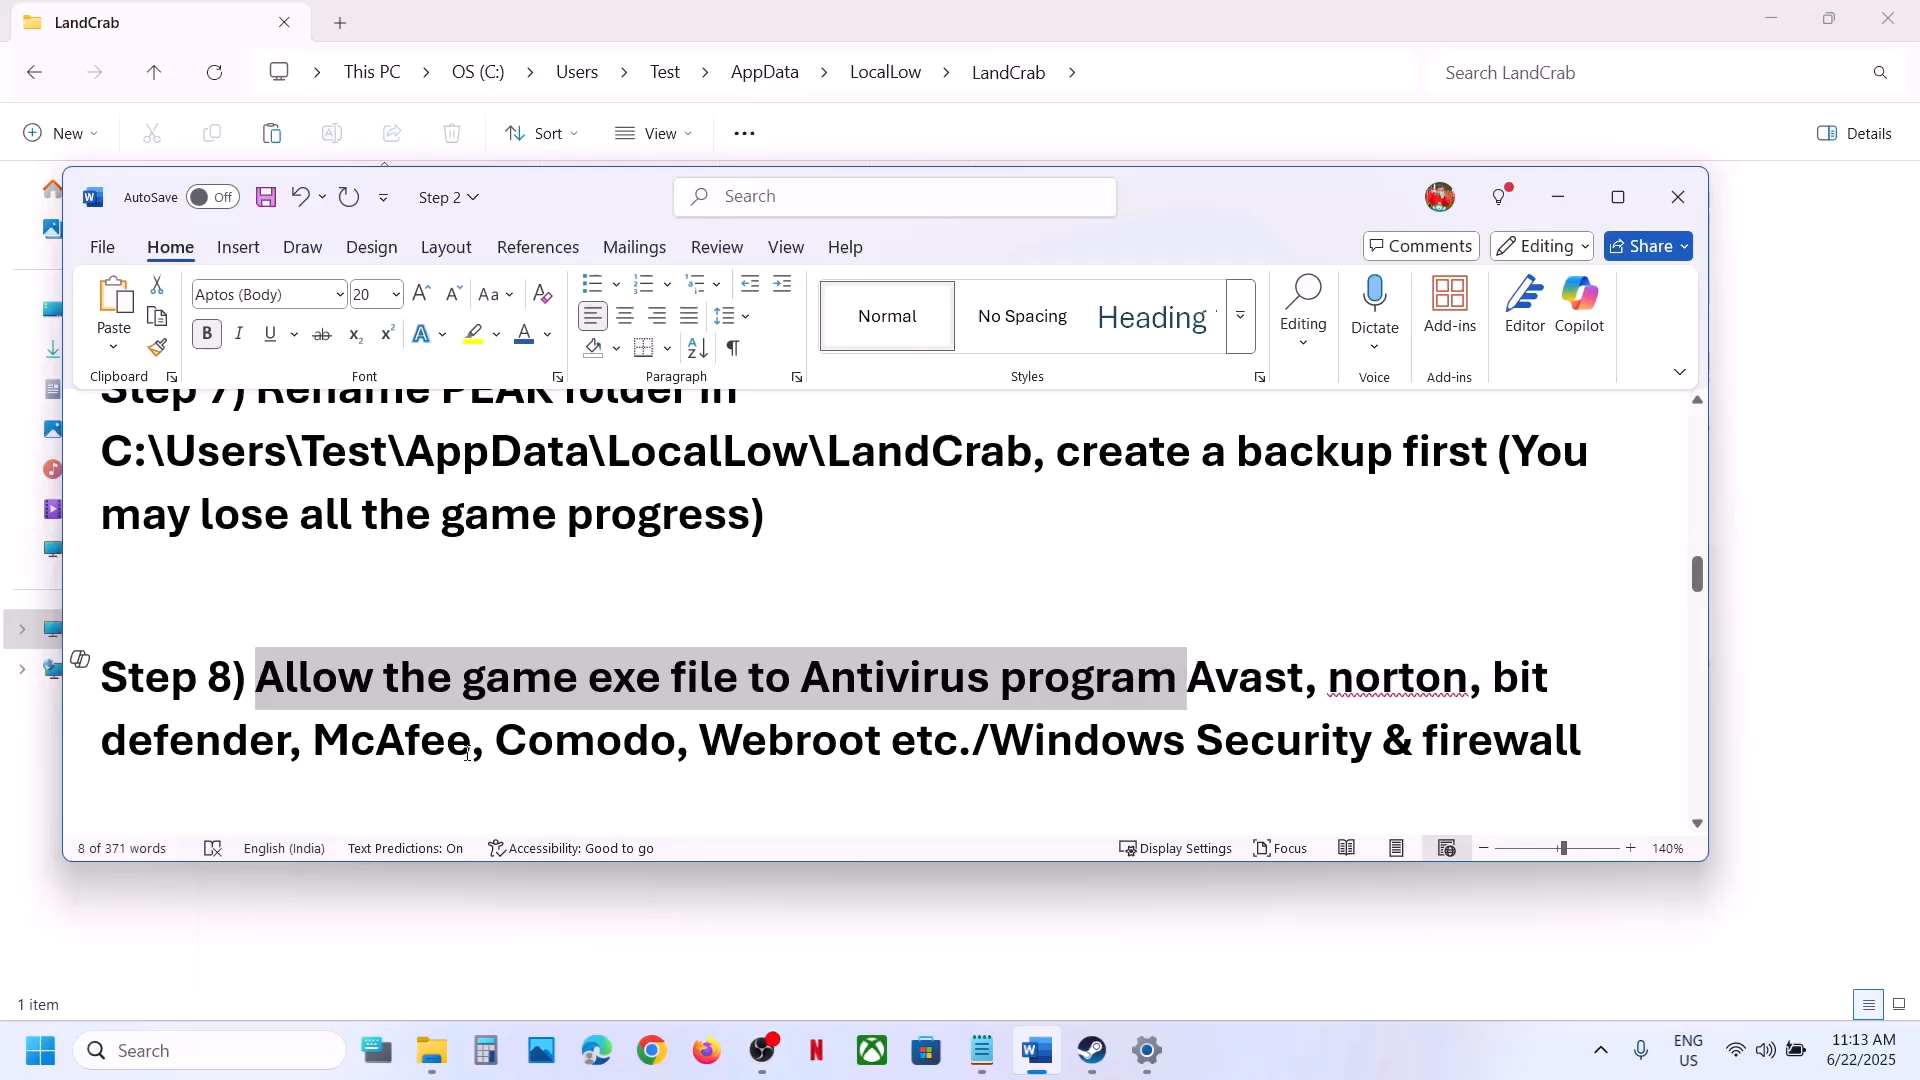 LandCrab
This PC
OS (C:)
Users
Test
AppData
LocalLow
LandCrab
Search LandCrab
New
Sort
View
Details
AutoSave
Off
Step 2
Search
File
Home
Insert
Draw
Design
Layout
References
Mailings
Review
View
Help
Comments
Editing
Share
Paste
Aptos (Body)
20
Normal
No Spacing
Heading
Editing
Dictate
Add-ins
Editor
Copilot
Clipboard
Font
Paragraph
Styles
Voice
Add-ins
Step 7) Rename PEAK folder in
C:\Users\Test\AppData\LocalLow\LandCrab, create a backup first (You
may lose all the game progress)
Step 8) Allow the game exe file to Antivirus program Avast, norton, bit
defender, McAfee, Comodo, Webroot etc./Windows Security & firewall
8 of 371 words
English (India)
Text Predictions: On
Accessibility: Good to go
Display Settings
Focus
140%
1 item
Search
ENG
US
11:13 AM
6/22/2025